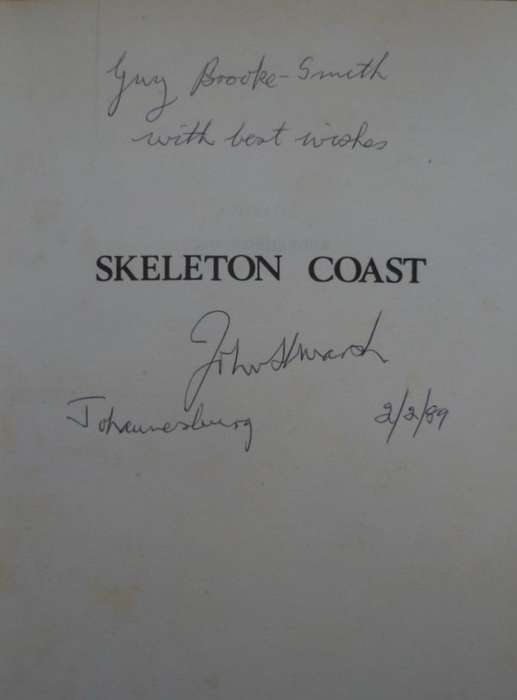 Guy Brooke-Smith
with best wishes
SKELETON COAST
John H Marsh
Johannesburg 2/2/89